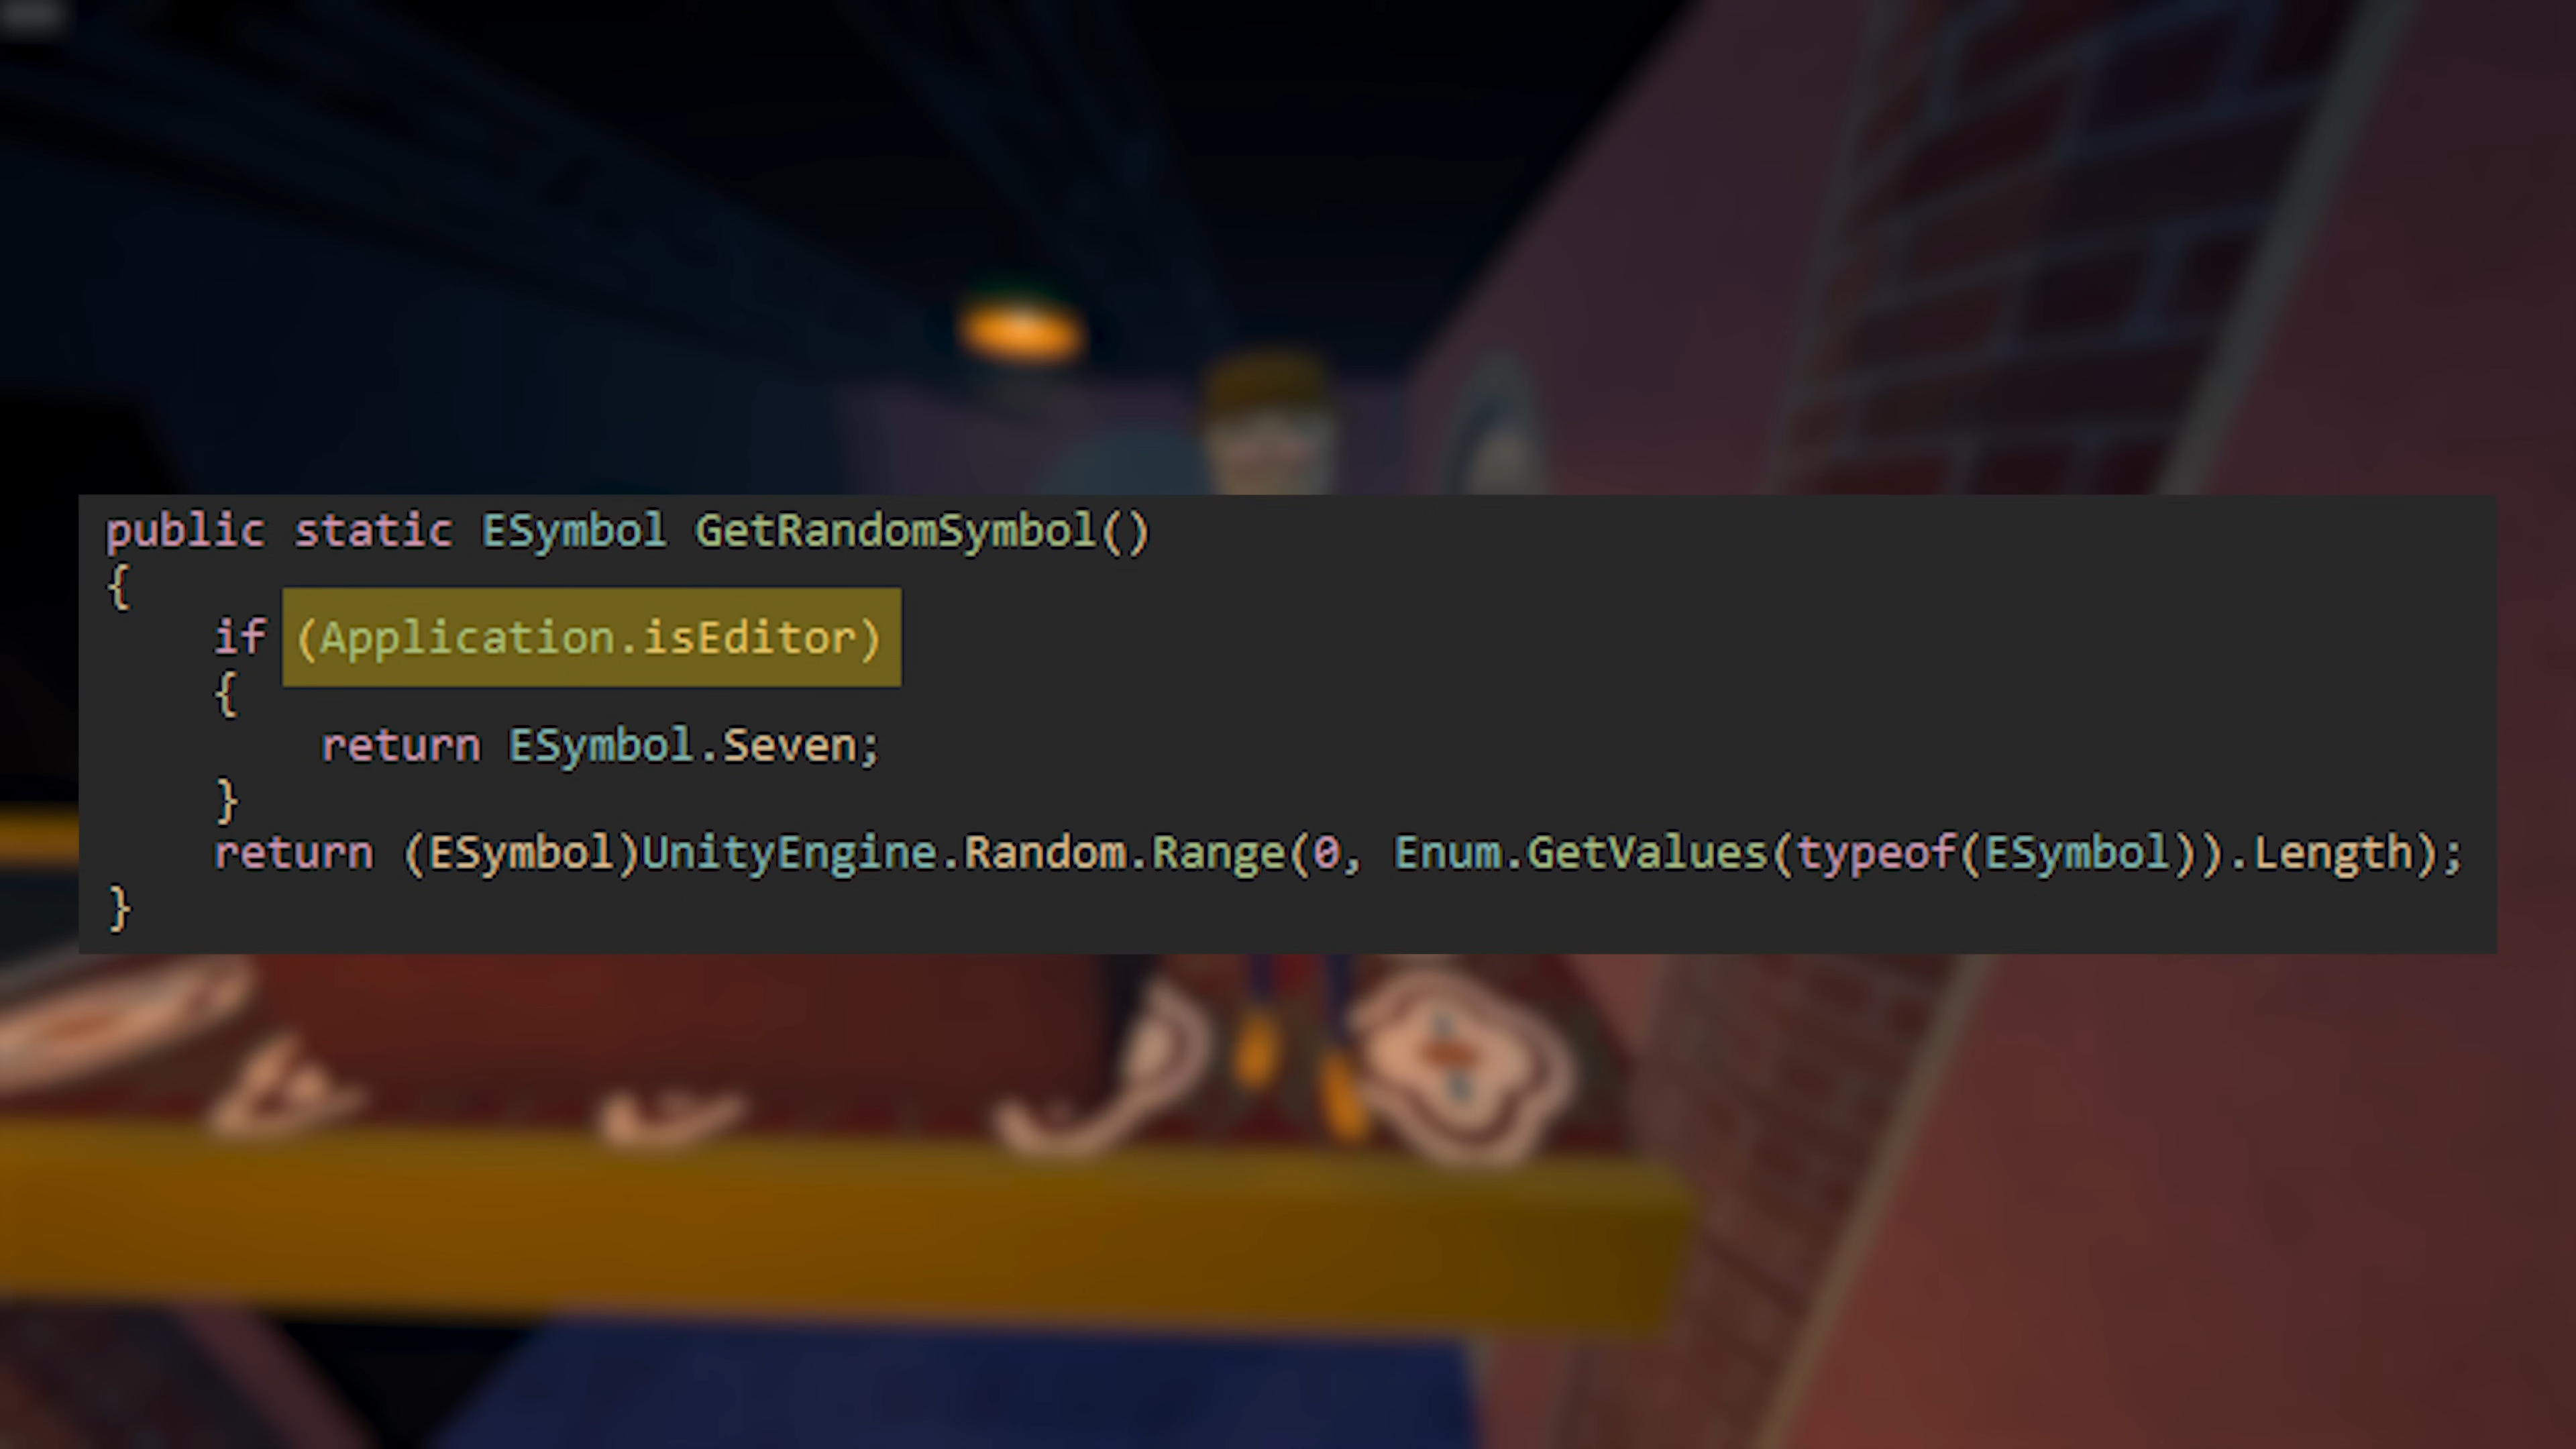 public static ESymbol GetRandomSymbol()
{
if (Application.isEditor)
{
return ESymbol.Seven;
}
return (ESymbol)UnityEngine.Random.Range(0, Enum.GetValues(typeof(ESymbol)).Length);
}